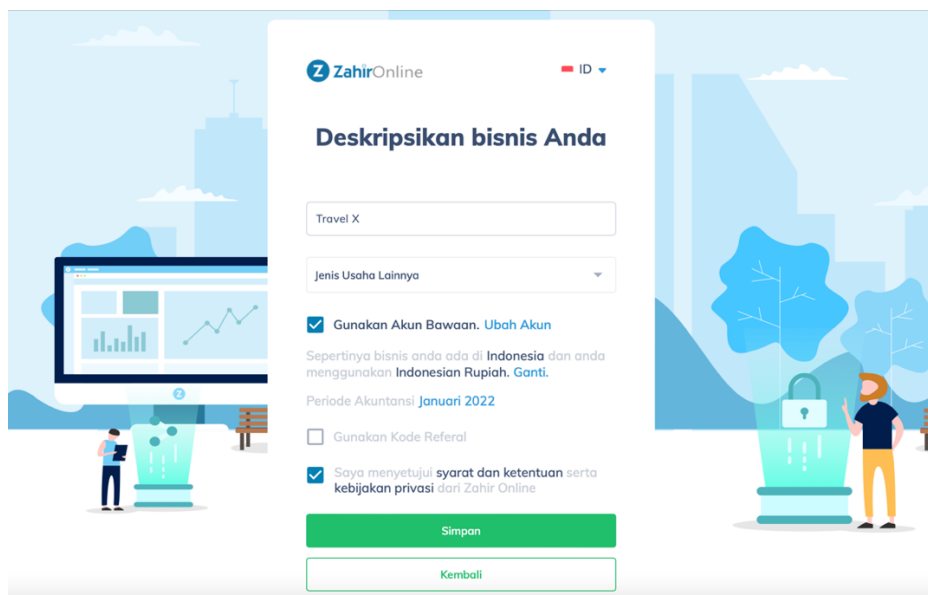 Z ZahirOnline
ID
Deskripsikan bisnis Anda
Travel X
Jenis Usaha Lainnya
Gunakan Akun Bawaan. Ubah Akun
Sepertinya bisnis anda ada di Indonesia dan anda
menggunakan Indonesian Rupiah. Ganti.
Periode Akuntansi Januari 2022
Gunakan Kode Referal
Saya menyetujui syarat dan ketentuan serta
kebijakan privasi dari Zahir Online
Simpan
Kembali
Z